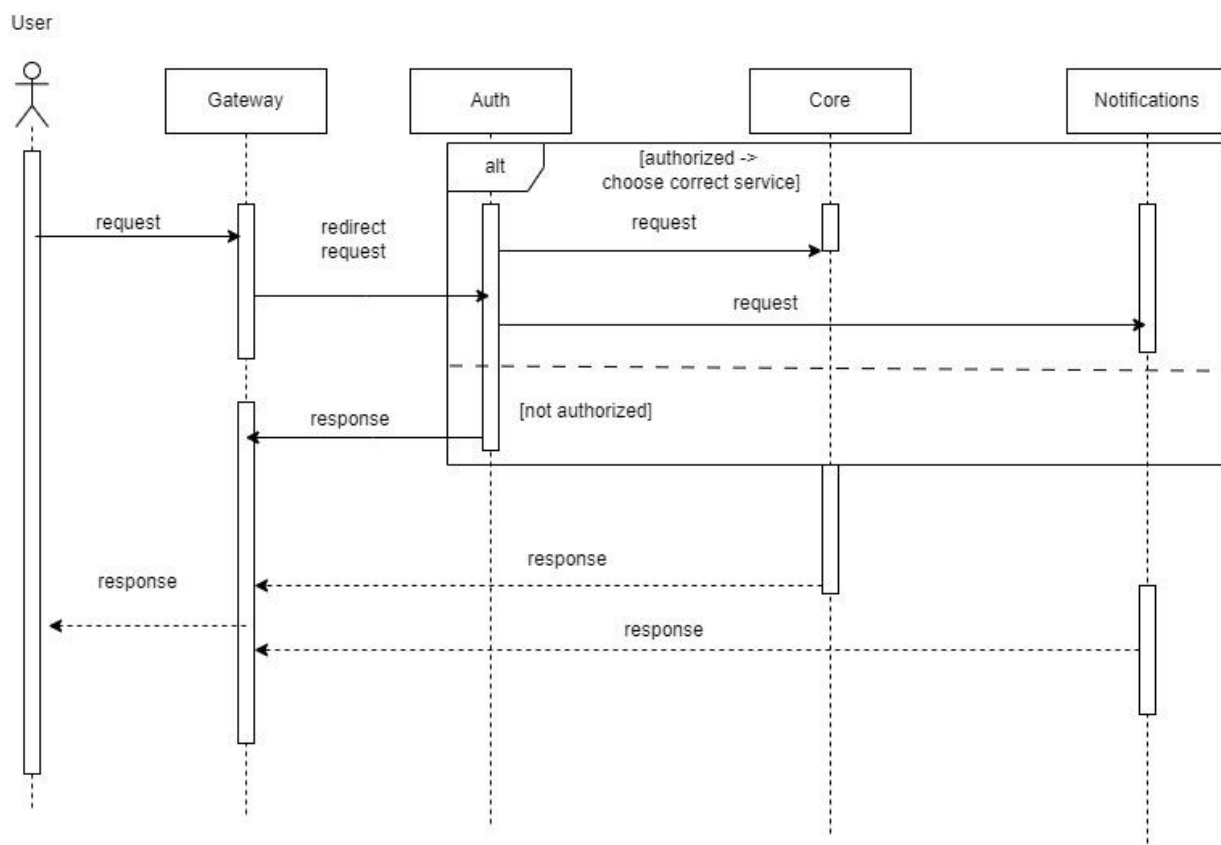 User
Gateway
Auth
Core
Notifications
alt
[authorized ->
choose correct service]
request
redirect
request
request
request
[not authorized]
response
response
response
response